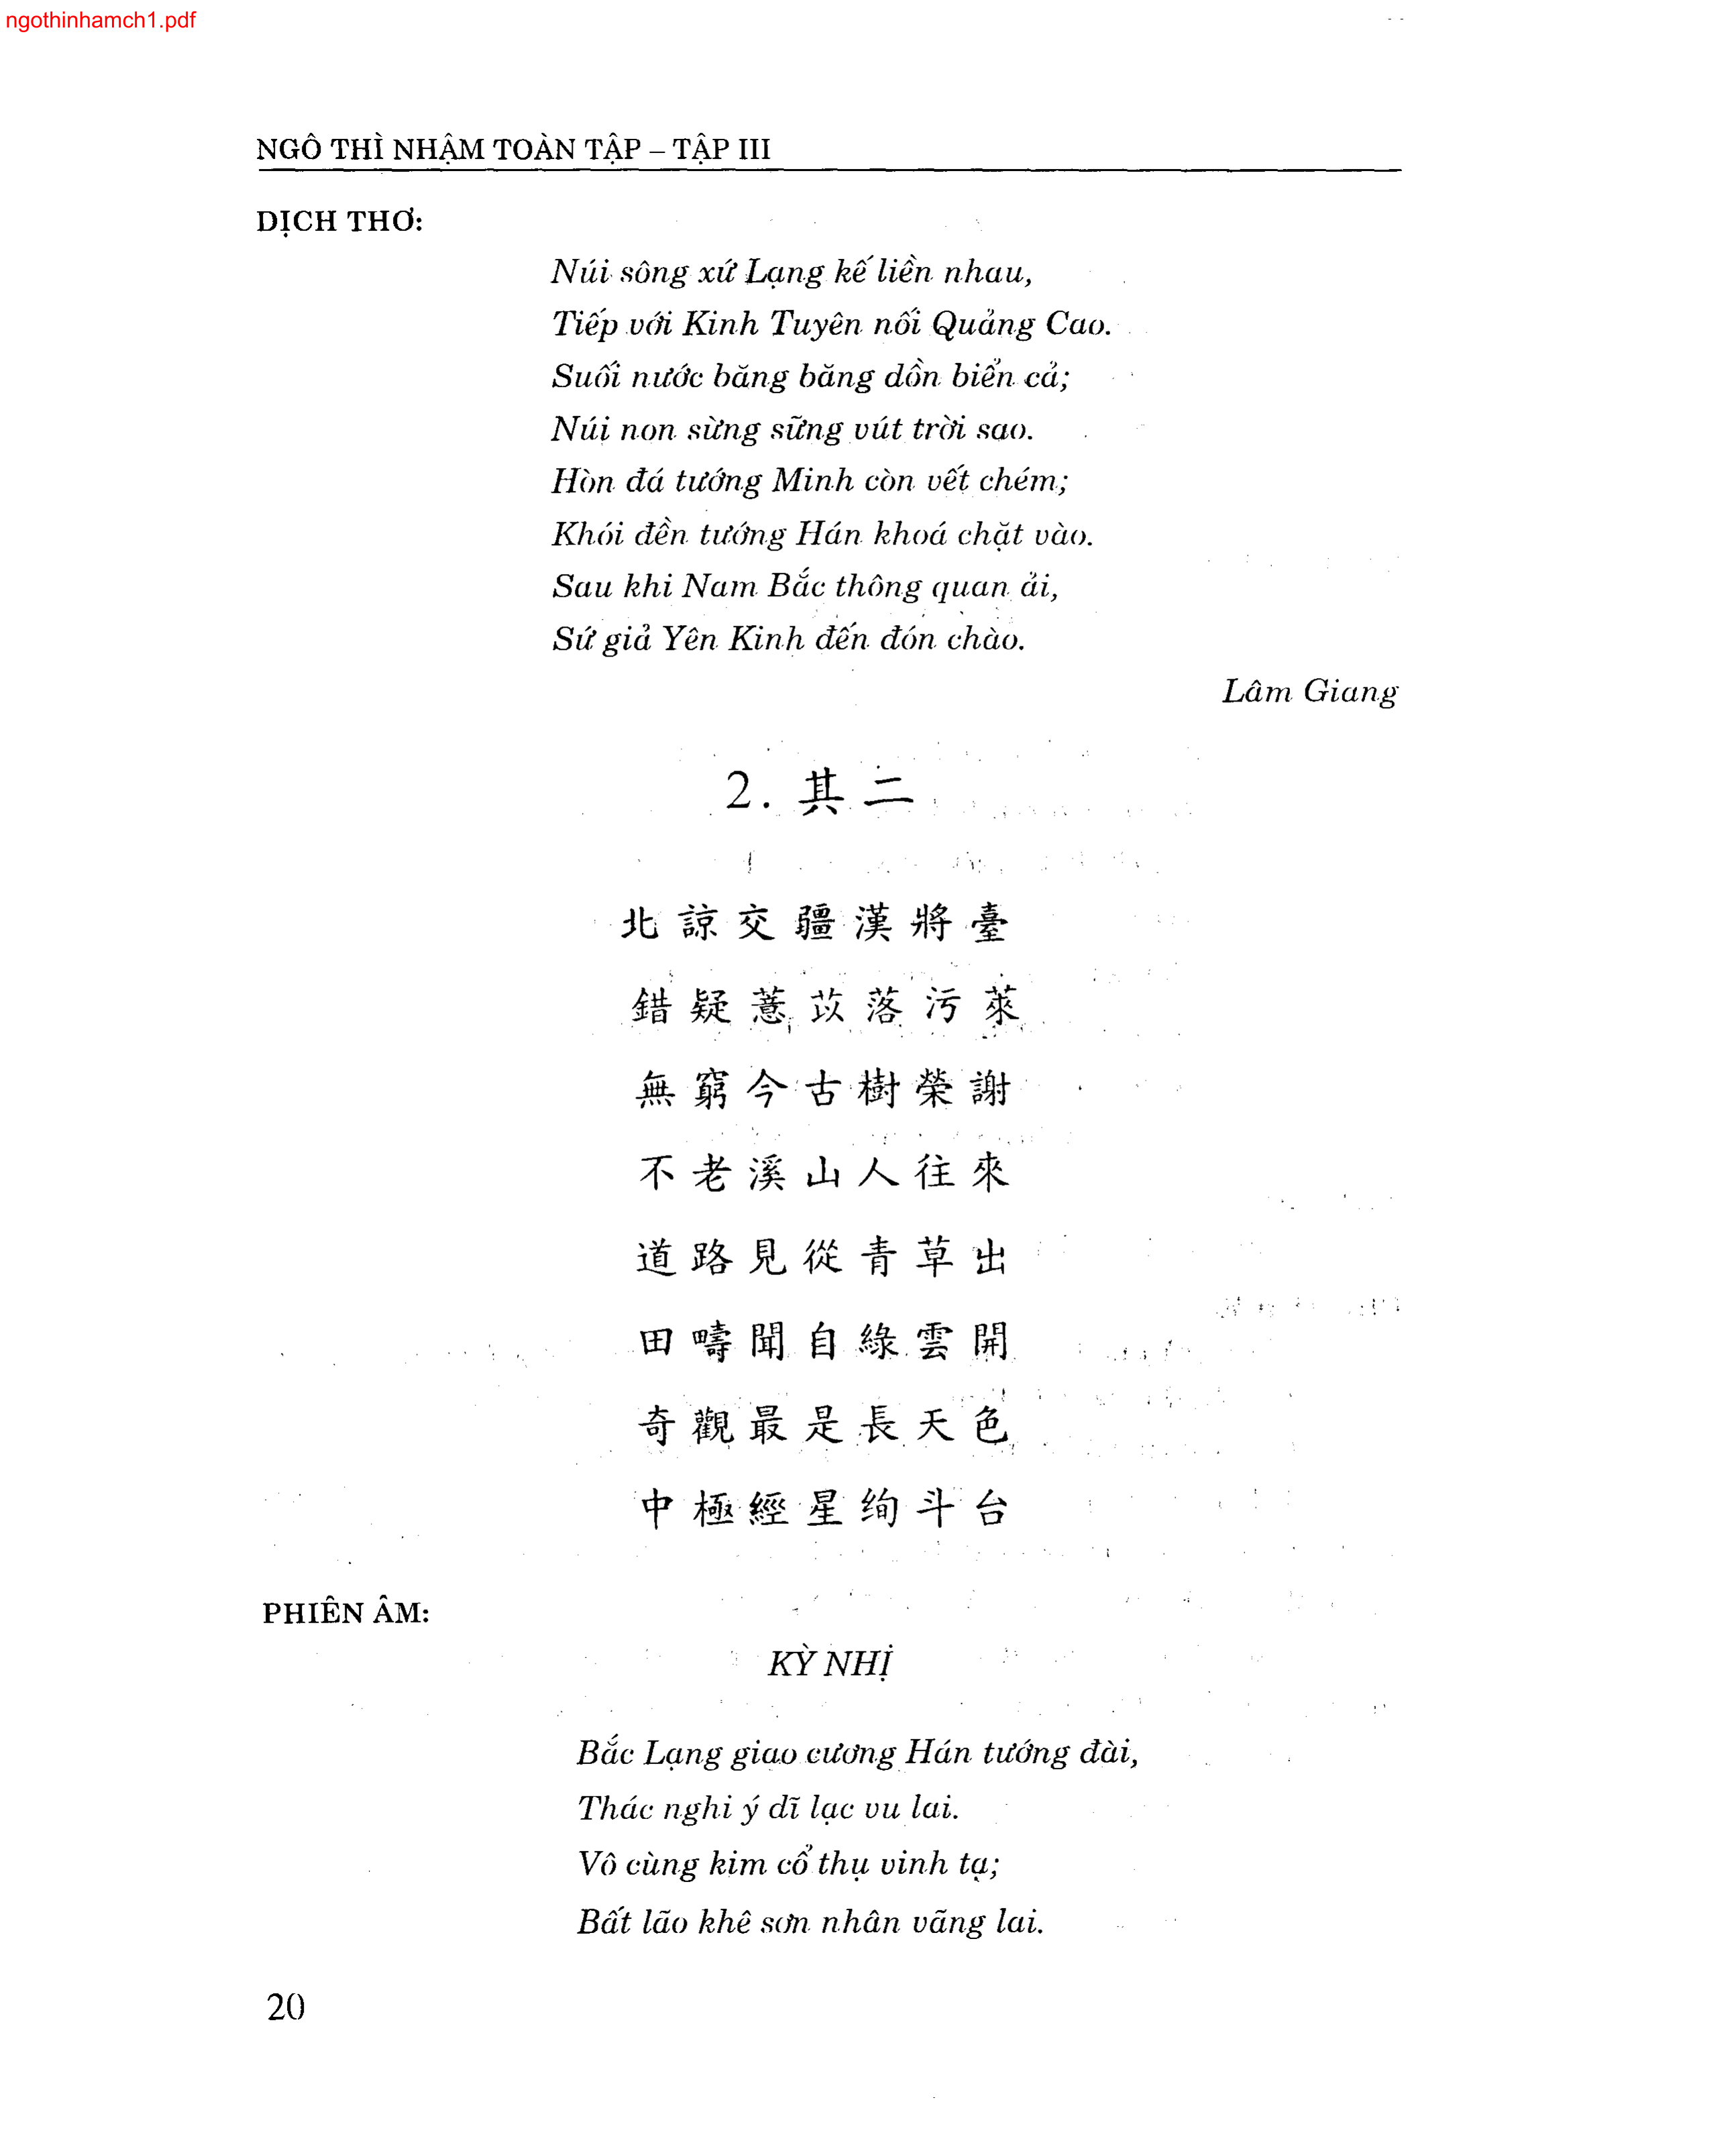 ngothinhamch1.pdf
NGÔ THÌ NHẬM TOÀN TẬP – TẬP III
DỊCH THƠ:
Núi sông xứ Lạng kế liền nhau,
Tiếp với Kinh Tuyên nối Quảng Cao.
Suối nước băng băng dồn biển cả;
Núi non sừng sững vút trời sao.
Hòn đá tướng Minh còn vết chém;
Khói đền tướng Hán khoá chặt vào.
Sau khi Nam Bắc thông quan ải,
Sứ giả Yên Kinh đến đón chào.
Lâm Giang
2. 其二
北諒交疆漢將臺
錯疑薏苡落污萊
無窮今古樹榮謝
不老溪山人往來
道路見從青草出
田疇聞自綠雲開
奇觀最是長天色
中極經星绚斗台
PHIÊN ÂM:
KỲ NHỊ
Bắc Lạng giao cương Hán tướng đài,
Thác nghi ý dĩ lạc vu lai.
Vô cùng kim cổ thụ vinh tạ;
Bất lão khê sơn nhân vãng lai.
20